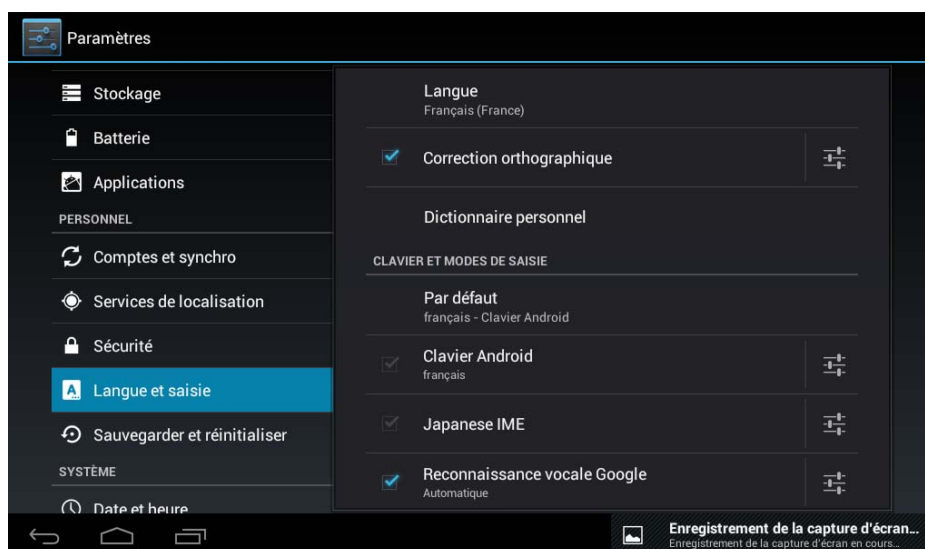 Paramètres
Stockage
Batterie
Applications
PERSONNEL
Comptes et synchro
Services de localisation
Sécurité
Langue et saisie
Sauvegarder et réinitialiser
SYSTÈME
Date et heure
Langue
Français (France)
Correction orthographique
Dictionnaire personnel
CLAVIER ET MODES DE SAISIE
Par défaut
français - Clavier Android
Clavier Android
français
Japanese IME
Reconnaissance vocale Google
Automatique
Enregistrement de la capture d'écran...
Enregistrement de la capture d'écran en cours...